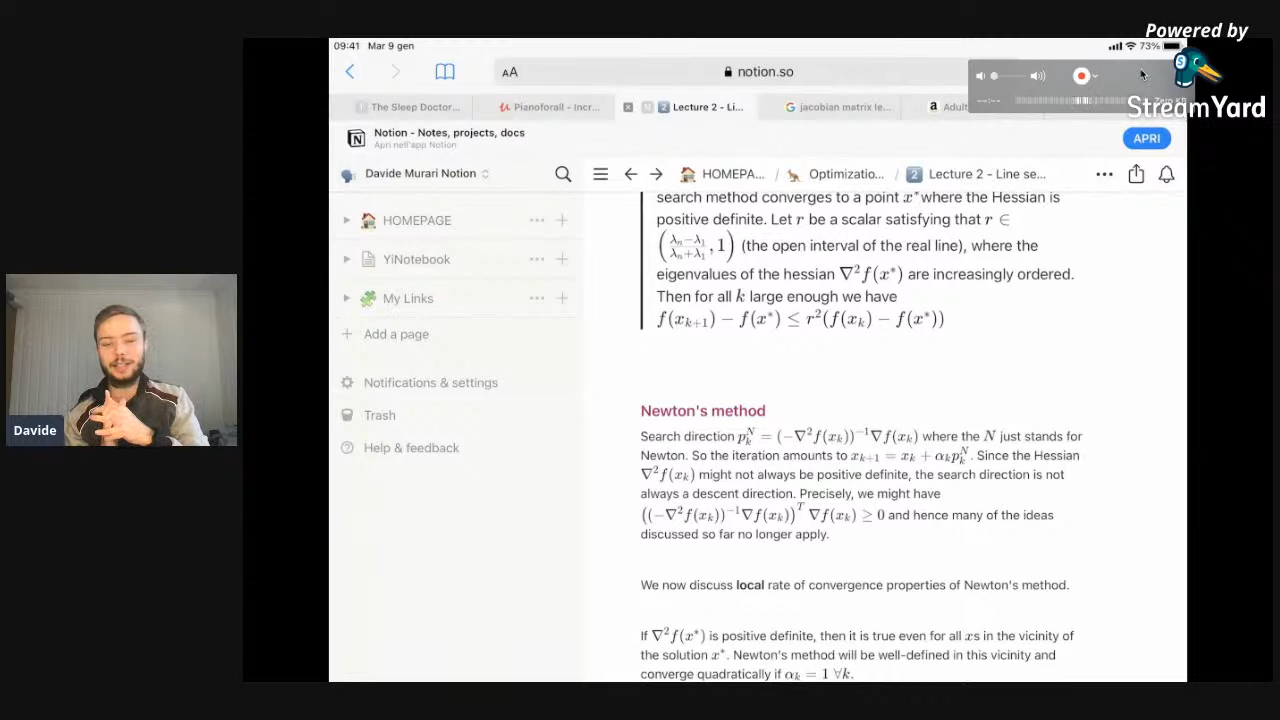 Powered by
StreamYard
09:41 Mar 9 gen
73%
AA
notion.so
The Sleep Doctor...
Pianoforall - Incr...
2 Lecture 2 - Li...
jacobian matrix le...
Adult
Notion - Notes, projects, docs
Apri nell'app Notion
APRI
Davide Murari Notion
HOMEPA... / Optimizatio... / 2 Lecture 2 - Line se...
HOMEPAGE
YiNotebook
My Links
Add a page
Notifications & settings
Trash
Help & feedback
search method converges to a point x* where the Hessian is
positive definite. Let r be a scalar satisfying that r ∈
(λₙ−λ₁/λₙ+λ₁, 1) (the open interval of the real line), where the
eigenvalues of the hessian ∇²f(x*) are increasingly ordered.
Then for all k large enough we have
f(xₖ₊₁) − f(x*) ≤ r²(f(xₖ) − f(x*))
Newton's method
Search direction pₖᴺ = (−∇²f(xₖ))⁻¹∇f(xₖ) where the N just stands for
Newton. So the iteration amounts to xₖ₊₁ = xₖ + αₖpₖᴺ. Since the Hessian
∇²f(xₖ) might not always be positive definite, the search direction is not
always a descent direction. Precisely, we might have
((−∇²f(xₖ))⁻¹∇f(xₖ))ᵀ ∇f(xₖ) ≥ 0 and hence many of the ideas
discussed so far no longer apply.
We now discuss local rate of convergence properties of Newton's method.
If ∇²f(x*) is positive definite, then it is true even for all xs in the vicinity of
the solution x*. Newton's method will be well-defined in this vicinity and
converge quadratically if αₖ = 1 ∀k.
Davide